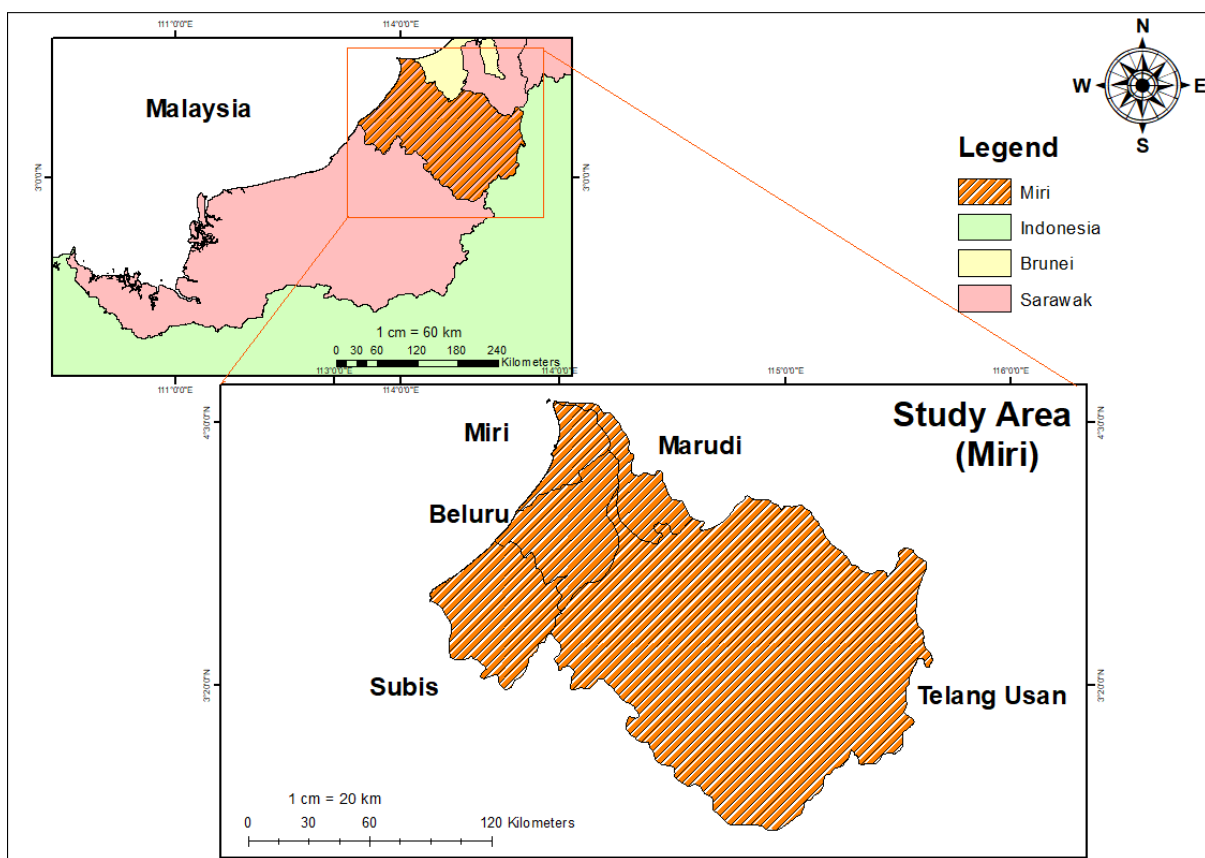 111°0'0"E
114°0'0"E
N
W
E
S
Malaysia
3°0'0"N
3°0'0"N
Legend
Miri
Indonesia
Brunei
Sarawak
1 cm = 60 km
0 30 60 120 180 240
Kilometers
111°0'0"E
114°0'0"E
113°0'0"E
114°0'0"E
115°0'0"E
116°0'0"E
Study Area
(Miri)
4°30'0"N
4°30'0"N
Miri
Marudi
Beluru
Subis
Telang Usan
3°20'0"N
3°20'0"N
1 cm = 20 km
0 30 60 120 Kilometers